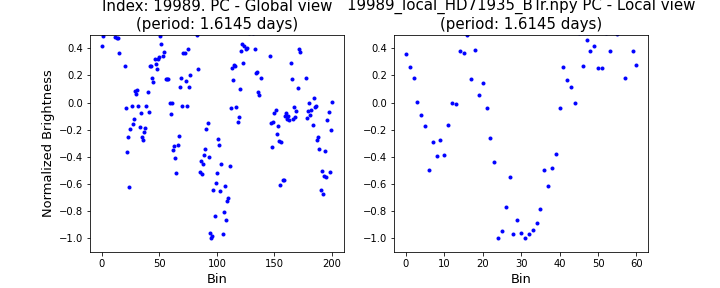 Index: 19989. PC - Global view
(period: 1.6145 days)
19989_local_HD71935_BTr.npy PC - Local view
(period: 1.6145 days)
Normalized Brightness
0.4
0.2
0.0
−0.2
−0.4
−0.6
−0.8
−1.0
0 50 100 150 200
Bin
0.4
0.2
0.0
−0.2
−0.4
−0.6
−0.8
−1.0
0 10 20 30 40 50 60
Bin